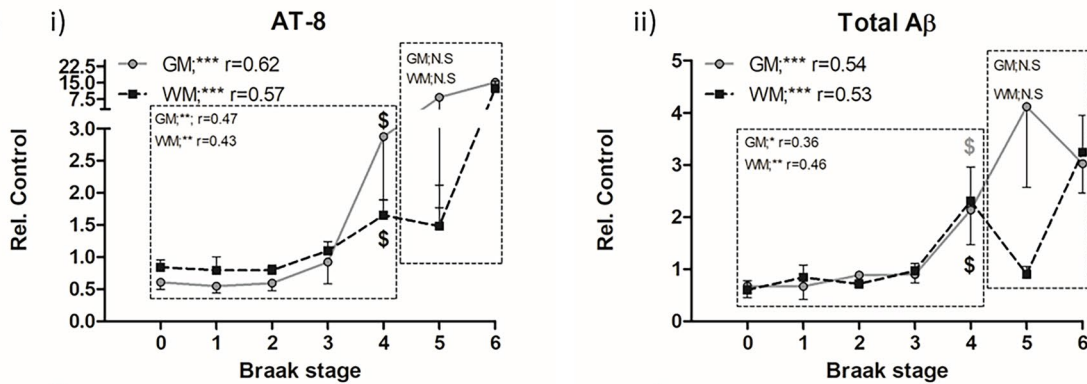 i)
AT-8
GM;*** r=0.62
WM;*** r=0.57
GM;**; r=0.47
WM;** r=0.43
GM;N.S
WM;N.S
$
$
22.5
15.0
7.5
3.0
2.5
2.0
1.5
1.0
0.5
0.0
Rel. Control
0 1 2 3 4 5 6
Braak stage
ii)
Total Aβ
GM;*** r=0.54
WM;*** r=0.53
GM;* r=0.36
WM;** r=0.46
GM;N.S
WM;N.S
$
$
5
4
3
2
1
0
Rel. Control
0 1 2 3 4 5 6
Braak stage